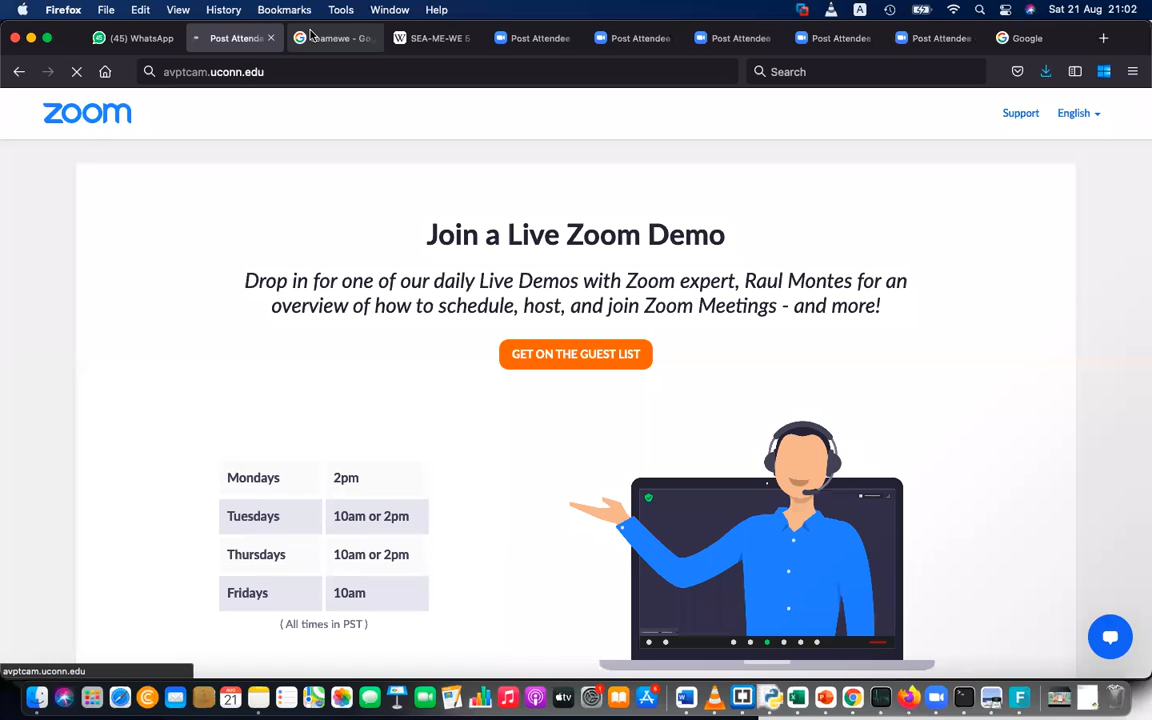 Firefox File Edit View History Bookmarks Tools Window Help A Sat 21 Aug 21:02
(45) WhatsApp Post Attende SEA-ME-WE 5 Post Attendee Post Attendee Post Attendee Post Attendee Post Attendee Google
avptcam.uconn.edu Search
zoom Support English
Join a Live Zoom Demo
Drop in for one of our daily Live Demos with Zoom expert, Raul Montes for an
overview of how to schedule, host, and join Zoom Meetings - and more!
GET ON THE GUEST LIST
Mondays 2pm
Tuesdays 10am or 2pm
Thursdays 10am or 2pm
Fridays 10am
( All times in PST )
avptcam.uconn.edu